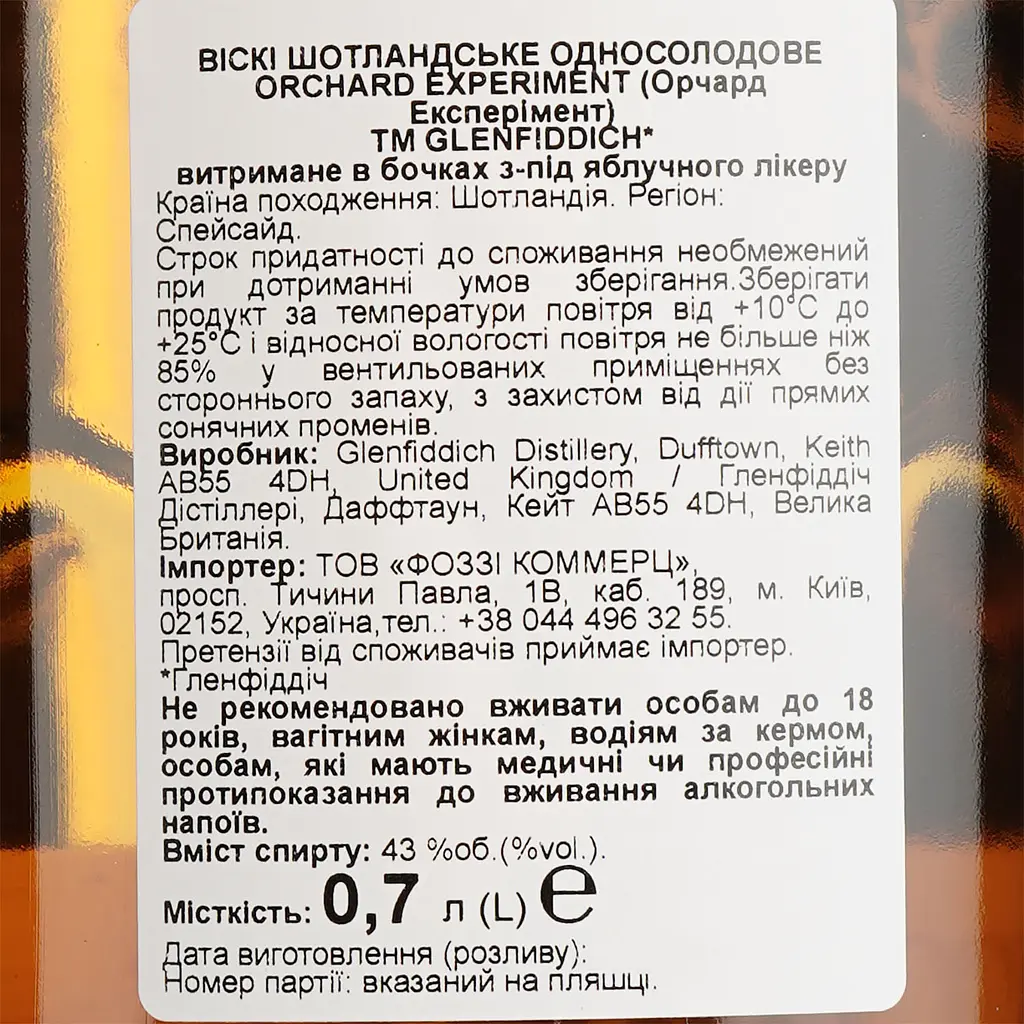 ВІСКІ ШОТЛАНДСЬКЕ ОДНОСОЛОДОВЕ
ORCHARD EXPERIMENT (Орчард
Експерімент)
ТМ GLENFIDDICH*
витримане в бочках з-під яблучного лікеру
Країна походження: Шотландія. Регіон:
Спейсайд.
Строк придатності до споживання необмежений
при дотриманні умов зберігання.Зберігати
продукт за температури повітря від +10°C до
+25°C і відносної вологості повітря не більше ніж
85% у вентильованих приміщеннях без
стороннього запаху, з захистом від дії прямих
сонячних променів.
Виробник: Glenfiddich Distillery, Dufftown, Keith
AB55 4DH, United Kingdom / Гленфіддіч
Дістіллері, Даффтаун, Кейт AB55 4DH, Велика
Британія.
Імпортер: ТОВ «ФОЗЗІ КОММЕРЦ»,
просп. Тичини Павла, 1В, каб. 189, м. Київ,
02152, Україна,тел.: +38 044 496 32 55.
Претензії від споживачів приймає імпортер.
*Гленфіддіч
Не рекомендовано вживати особам до 18
років, вагітним жінкам, водіям за кермом,
особам, які мають медичні чи професійні
протипоказання до вживання алкогольних
напоїв.
Вміст спирту: 43 %об.(%vol.).
Місткість: 0,7 л (L) ℮
Дата виготовлення (розливу):
Номер партії: вказаний на пляшці.